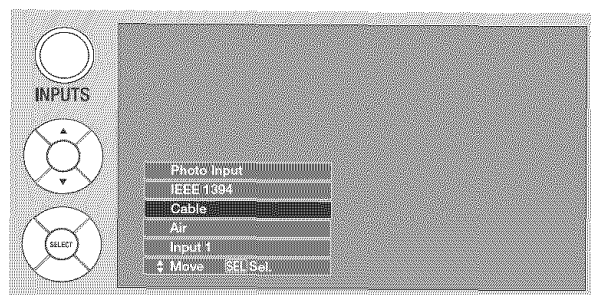 INPUTS
SELECT
Photo Input
IEEE 1394
Cable
Air
Input 1
Move SEL Sel.